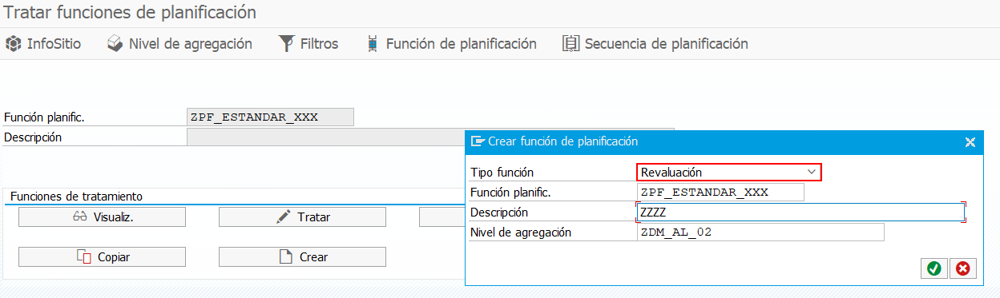 Tratar funciones de planificación
InfoSitio Nivel de agregación Filtros Función de planificación Secuencia de planificación
Función planific. ZPF_ESTANDAR_XXX
Descripción
Crear función de planificación
Tipo función Revaluación
Función planific. ZPF_ESTANDAR_XXX
Descripción ZZZZ
Nivel de agregación ZDM_AL_02
Funciones de tratamiento
Visualiz. Tratar
Copiar Crear